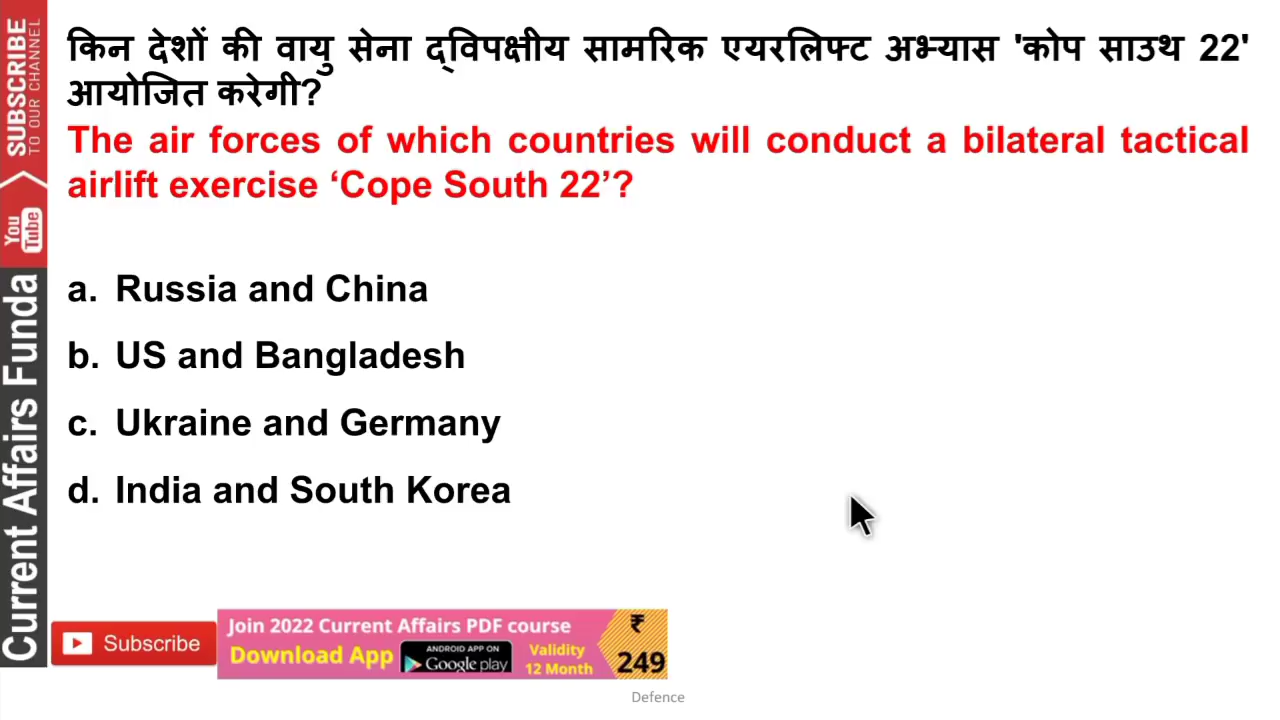 किन देशों की वायु सेना द्विपक्षीय सामरिक एयरलिफ्ट अभ्यास 'कोप साउथ 22'
आयोजित करेगी?
The air forces of which countries will conduct a bilateral tactical
airlift exercise ‘Cope South 22’?
a. Russia and China
b. US and Bangladesh
c. Ukraine and Germany
d. India and South Korea
SUBSCRIBE
TO OUR CHANNEL
You
Tube
Current Affairs Funda
Subscribe
Join 2022 Current Affairs PDF course
Download App
ANDROID APP ON
Google play
Validity
12 Month
₹
249
Defence